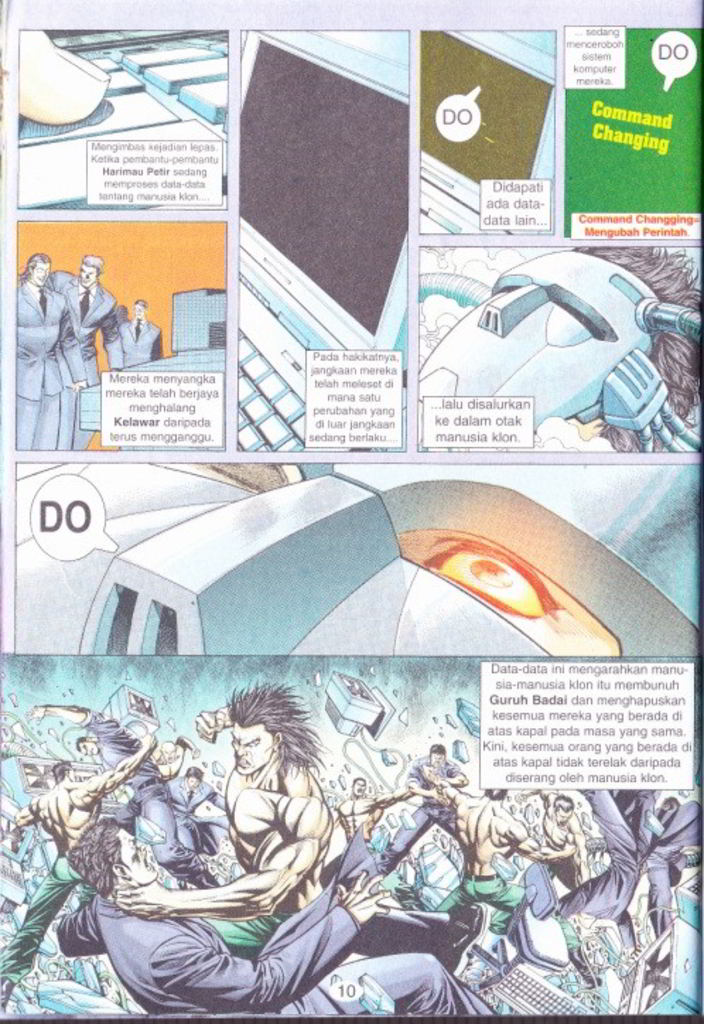 Mengimbas kejadian lepas.
Ketika pembantu-pembantu
Harimau Petir sedang
memproses data-data
tentang manusia klon....
DO
Didapati
ada data-
data lain...
... sedang
menceroboh
sistem
komputer
mereka.
DO
Command
Changing
Command Changging=
Mengubah Perintah.
Mereka menyangka
mereka telah berjaya
menghalang
Kelawar daripada
terus mengganggu.
Pada hakikatnya,
jangkaan mereka
telah meleset di
mana satu
perubahan yang
di luar jangkaan
sedang berlaku....
...lalu disalurkan
ke dalam otak
manusia klon.
DO
Data-data ini mengarahkan manu-
sia-manusia klon itu membunuh
Guruh Badai dan menghapuskan
kesemua mereka yang berada di
atas kapal pada masa yang sama.
Kini, kesemua orang yang berada di
atas kapal tidak terelak daripada
diserang oleh manusia klon.
10